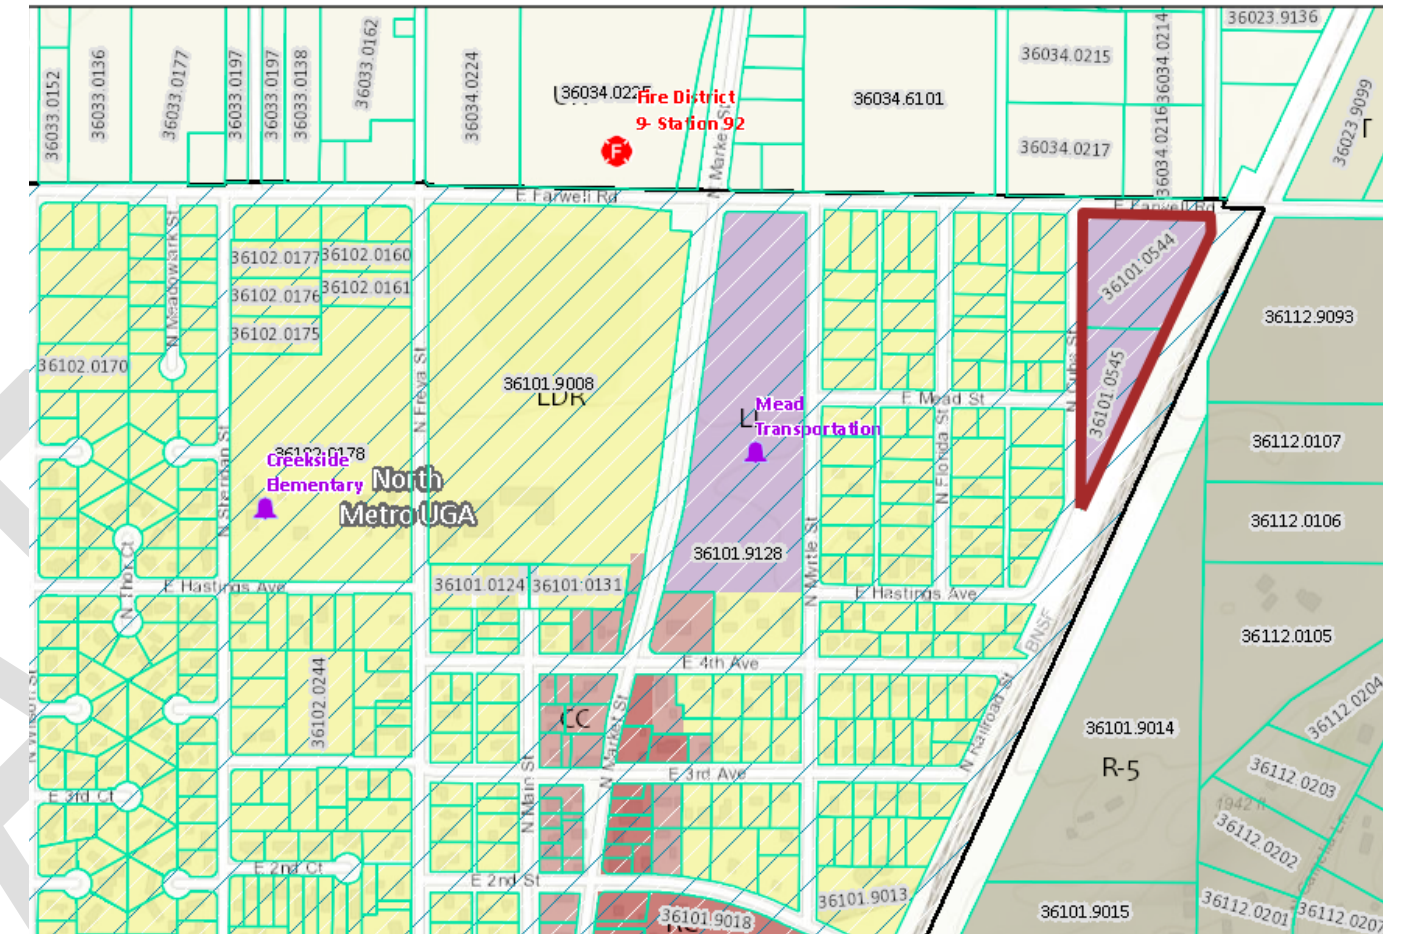 36033.0152
36033.0136
36033.0177
36033.0197
36033.0197
36033.0138
36033.0162
36034.0224
36034.0225
Fire District
9- Station 92
F
N Market St
36034.6101
36034.0215
36034.0217
36034.0214
36034.0216
36023.9136
36023.9099
E Farwell Rd
E Farwell Rd
N Meadowlark St
36102.0177
36102.0160
36102.0176
36102.0161
36102.0175
36102.0170
N Freya St
36101.9008
LDR
Mead
Transportation
36101.9128
E Mead St
N Florida St
N Cuba St
36101.0544
36101.0545
36112.9093
36112.0107
36112.0106
36112.0105
N Sherman St
36102.0178
Creekside
Elementary
North
Metro UGA
N Thor Ct
E Hastings Ave
36101.0124
36101.0131
N Myrtle St
E Hastings Ave
BNSF
E 4th Ave
36102.0244
CC
N Market St
N Main St
N Railroad St
36101.9014
R-5
36112.0204
36112.0203
1942 ft
36112.0202
E 3rd Ave
E 3rd Ct
E 2nd Ct
E 2nd St
36101.9013
36101.9018
36101.9015
36112.0201
36112.0207